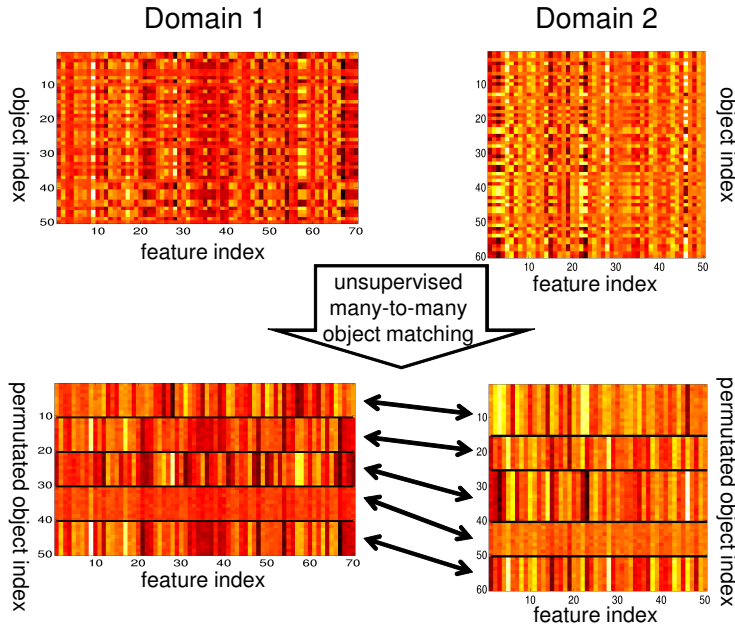 Domain 1
Domain 2
object index
10
20
30
40
50
10 20 30 40 50 60 70
feature index
10
20
30
40
50
60
10 20 30 40 50
feature index
object index
unsupervised
many-to-many
object matching
permutated object index
10
20
30
40
50
10 20 30 40 50 60 70
feature index
10
20
30
40
50
60
10 20 30 40 50
feature index
permutated object index